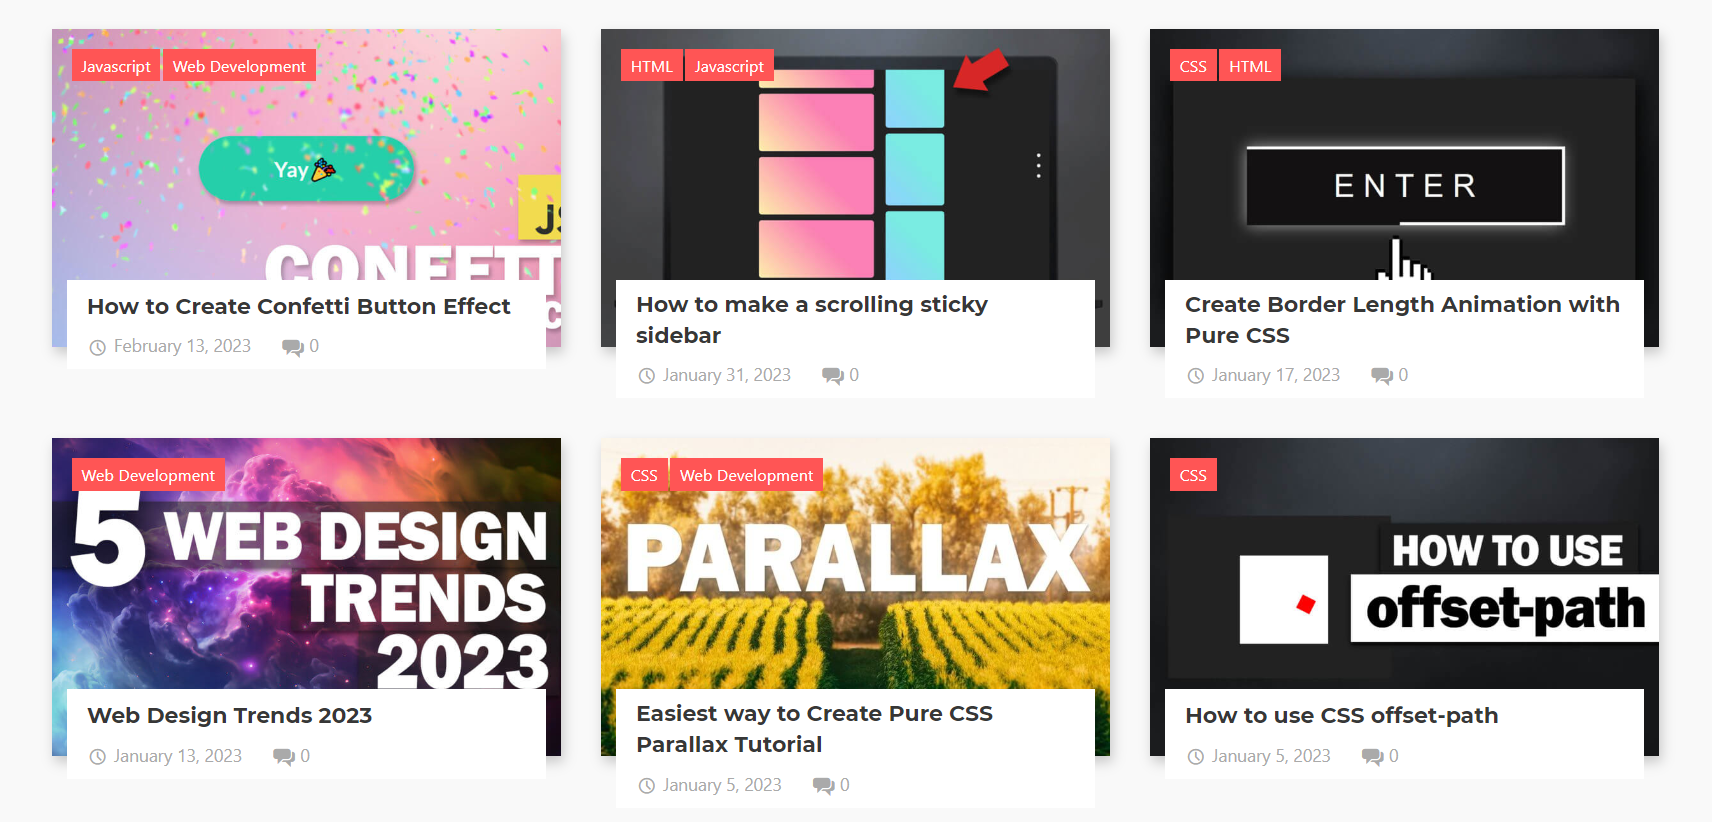 Javascript Web Development
Yay
JS
CONFETT
How to Create Confetti Button Effect
February 13, 2023 0
HTML Javascript
How to make a scrolling sticky
sidebar
January 31, 2023 0
CSS HTML
ENTER
Create Border Length Animation with
Pure CSS
January 17, 2023 0
Web Development
5 WEB DESIGN
TRENDS
2023
Web Design Trends 2023
January 13, 2023 0
CSS Web Development
PARALLAX
Easiest way to Create Pure CSS
Parallax Tutorial
January 5, 2023 0
CSS
HOW TO USE
offset-path
How to use CSS offset-path
January 5, 2023 0